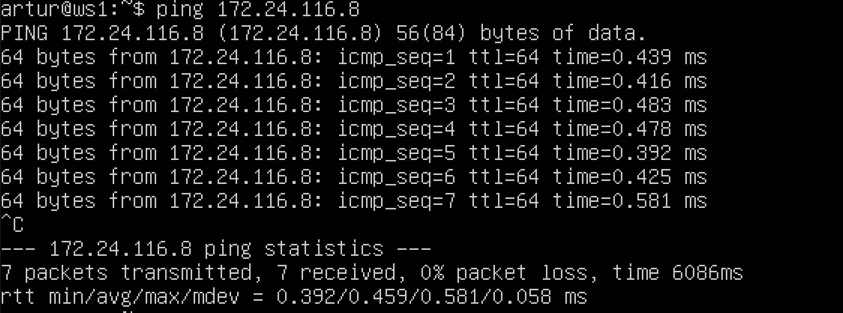 artur@ws1:~$ ping 172.24.116.8
PING 172.24.116.8 (172.24.116.8) 56(84) bytes of data.
64 bytes from 172.24.116.8: icmp_seq=1 ttl=64 time=0.439 ms
64 bytes from 172.24.116.8: icmp_seq=2 ttl=64 time=0.416 ms
64 bytes from 172.24.116.8: icmp_seq=3 ttl=64 time=0.483 ms
64 bytes from 172.24.116.8: icmp_seq=4 ttl=64 time=0.478 ms
64 bytes from 172.24.116.8: icmp_seq=5 ttl=64 time=0.392 ms
64 bytes from 172.24.116.8: icmp_seq=6 ttl=64 time=0.425 ms
64 bytes from 172.24.116.8: icmp_seq=7 ttl=64 time=0.581 ms
^C
--- 172.24.116.8 ping statistics ---
7 packets transmitted, 7 received, 0% packet loss, time 6086ms
rtt min/avg/max/mdev = 0.392/0.459/0.581/0.058 ms